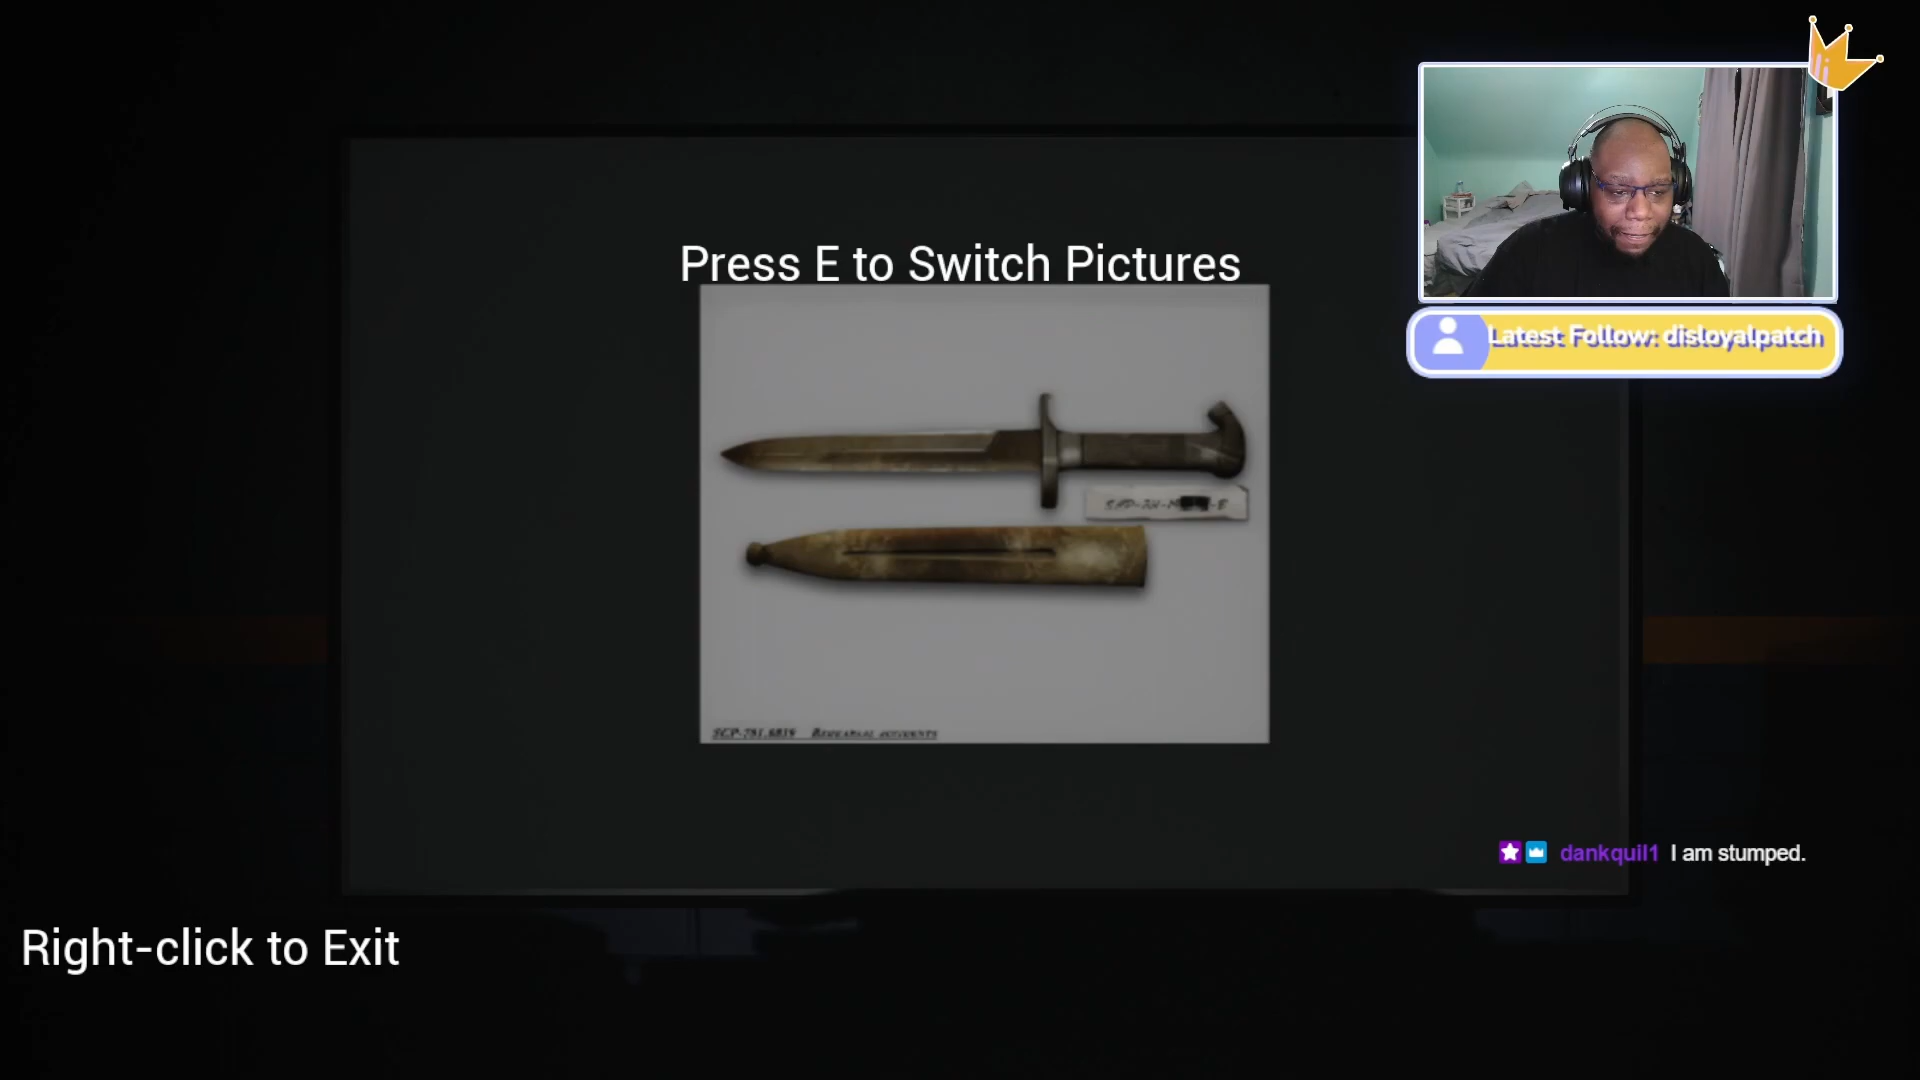 Press E to Switch Pictures
Latest Follow: disloyalpatch
dankquil1 I am stumped.
Right-click to Exit